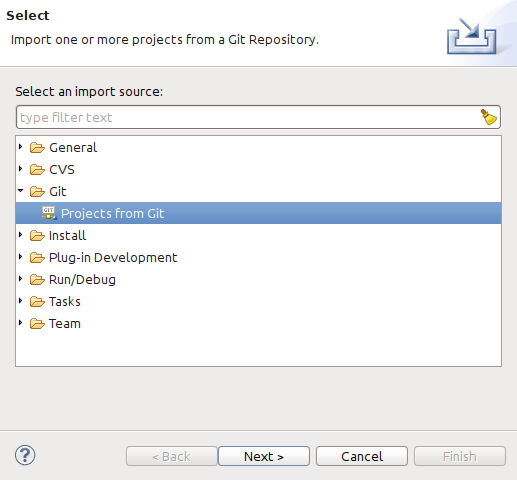 Select
Import one or more projects from a Git Repository.
Select an import source:
type filter text
General
CVS
Git
GIT
Projects from Git
Install
Plug-in Development
Run/Debug
Tasks
Team
?
< Back
Next >
Cancel
Finish